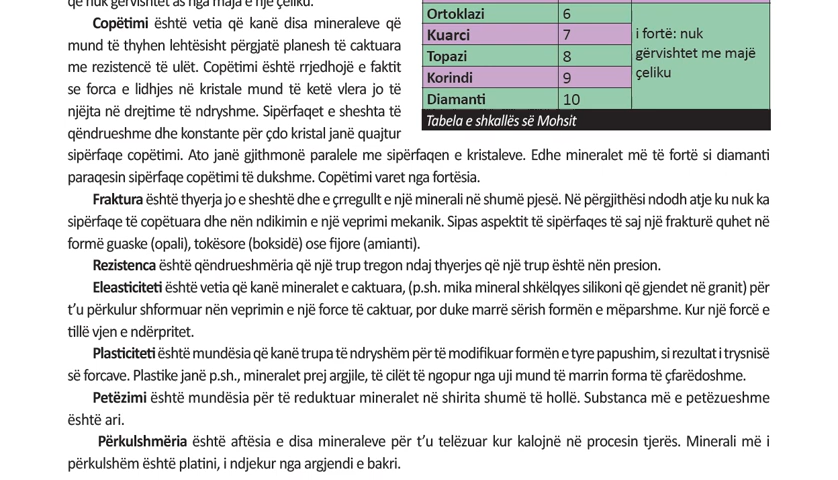 që nuk gërvishtet as nga maja e një çeliku.
Copëtimi është vetia që kanë disa mineraleve që
mund të thyhen lehtësisht përgjatë planesh të caktuara
me rezistencë të ulët. Copëtimi është rrjedhojë e faktit
se forca e lidhjes në kristale mund të ketë vlera jo të
njëjta në drejtime të ndryshme. Sipërfaqet e sheshta të
qëndrueshme dhe konstante për çdo kristal janë quajtur
sipërfaqe copëtimi. Ato janë gjithmonë paralele me sipërfaqen e kristaleve. Edhe mineralet më të fortë si diamanti
paraqesin sipërfaqe copëtimi të dukshme. Copëtimi varet nga fortësia.
Ortoklazi 6
Kuarci 7
Topazi 8
Korindi 9
Diamanti 10
i fortë: nuk
gërvishtet me majë
çeliku
Tabela e shkallës së Mohsit
Fraktura është thyerja jo e sheshtë dhe e çrregullt e një minerali në shumë pjesë. Në përgjithësi ndodh atje ku nuk ka
sipërfaqe të copëtuara dhe nën ndikimin e një veprimi mekanik. Sipas aspektit të sipërfaqes të saj një frakturë quhet në
formë guaske (opali), tokësore (boksidë) ose fijore (amianti).
Rezistenca është qëndrueshmëria që një trup tregon ndaj thyerjes që një trup është nën presion.
Eleasticiteti është vetia që kanë mineralet e caktuara, (p.sh. mika mineral shkëlqyes silikoni që gjendet në granit) për
t’u përkulur shformuar nën veprimin e një force të caktuar, por duke marrë sërish formën e mëparshme. Kur një forcë e
tillë vjen e ndërpritet.
Plasticiteti është mundësia që kanë trupa të ndryshëm për të modifikuar formën e tyre papushim, si rezultat i trysnisë
së forcave. Plastike janë p.sh., mineralet prej argjile, të cilët të ngopur nga uji mund të marrin forma të çfarëdoshme.
Petëzimi është mundësia për të reduktuar mineralet në shirita shumë të hollë. Substanca më e petëzueshme
është ari.
Përkulshmëria është aftësia e disa mineraleve për t’u telëzuar kur kalojnë në procesin tjerës. Minerali më i
përkulshëm është platini, i ndjekur nga argjendi e bakri.